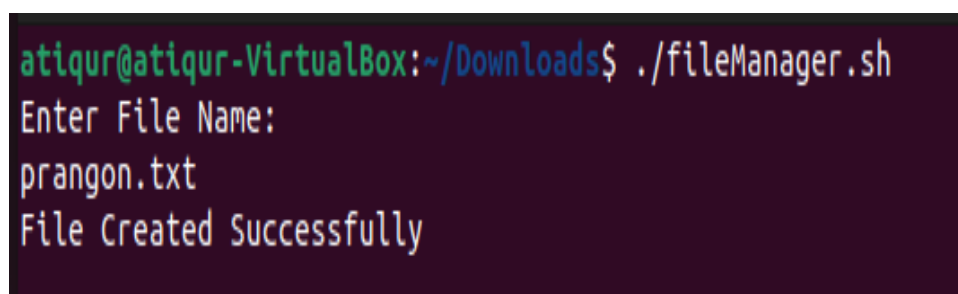 atiqur@atiqur-VirtualBox:~/Downloads$ ./fileManager.sh
Enter File Name:
prangon.txt
File Created Successfully